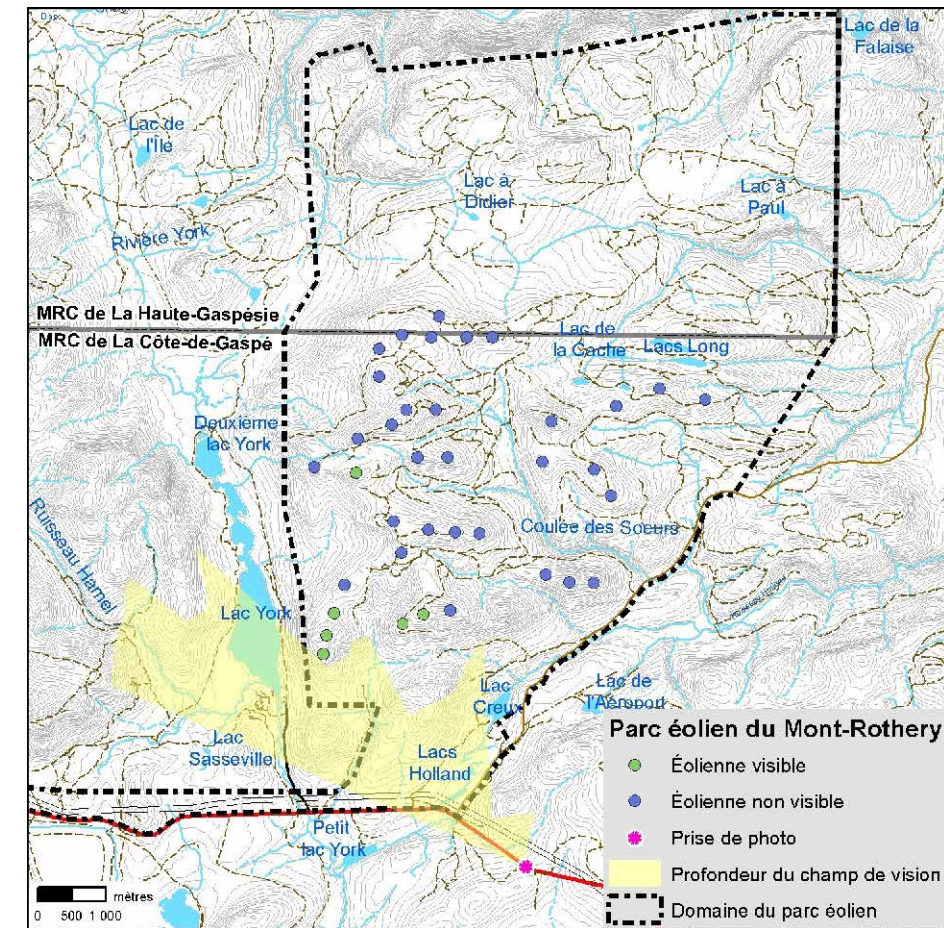 Lac de la
Falaise
Lac de
l'Île
Lac à
Didier
Lac à
Paul
Rivière York
MRC de La Haute-Gaspésie
MRC de La Côte-de-Gaspé
Lac de
la Cache
Lacs Long
Deuxième
lac York
Ruisseau Hamel
Coulée des Soeurs
Lac York
Lac
Creux
Lac de
l'Aéroport
Lac
Sasseville
Lacs
Holland
Petit
lac York
Parc éolien du Mont-Rothery
Éolienne visible
Éolienne non visible
Prise de photo
Profondeur du champ de vision
Domaine du parc éolien
mètres
0 500 1 000